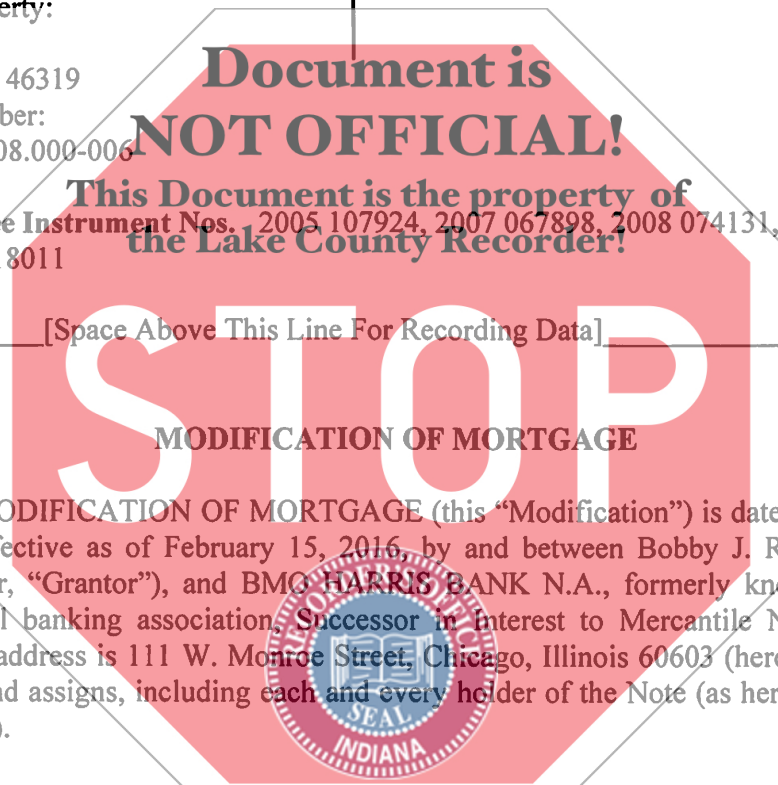 erty:
Document is
46319
ber:
NOT OFFICIAL!
08.000-006
This Document is the property of
e Instrument Nos. 2005 107924, 2007 067898, 2008 074131,
the Lake County Recorder!
8011
[Space Above This Line For Recording Data]
STOP
MODIFICATION OF MORTGAGE
ODIFICATION OF MORTGAGE (this “Modification”) is date
fective as of February 15, 2016, by and between Bobby J. R
r, “Grantor”), and BMO HARRIS BANK N.A., formerly kno
l banking association, Successor in Interest to Mercantile N
address is 111 W. Monroe Street, Chicago, Illinois 60603 (here
nd assigns, including each and every holder of the Note (as her
).
SEAL
INDIANA